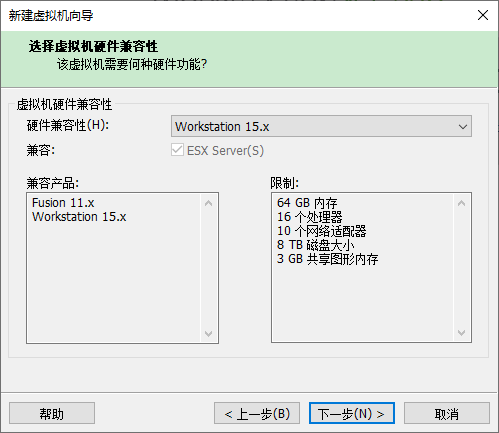 新建虚拟机向导
选择虚拟机硬件兼容性
该虚拟机需要何种硬件功能?
虚拟机硬件兼容性
硬件兼容性(H):
Workstation 15.x
兼容:
ESX Server(S)
兼容产品:
Fusion 11.x
Workstation 15.x
限制:
64 GB 内存
16 个处理器
10 个网络适配器
8 TB 磁盘大小
3 GB 共享图形内存
帮助
< 上一步(B)
下一步(N) >
取消